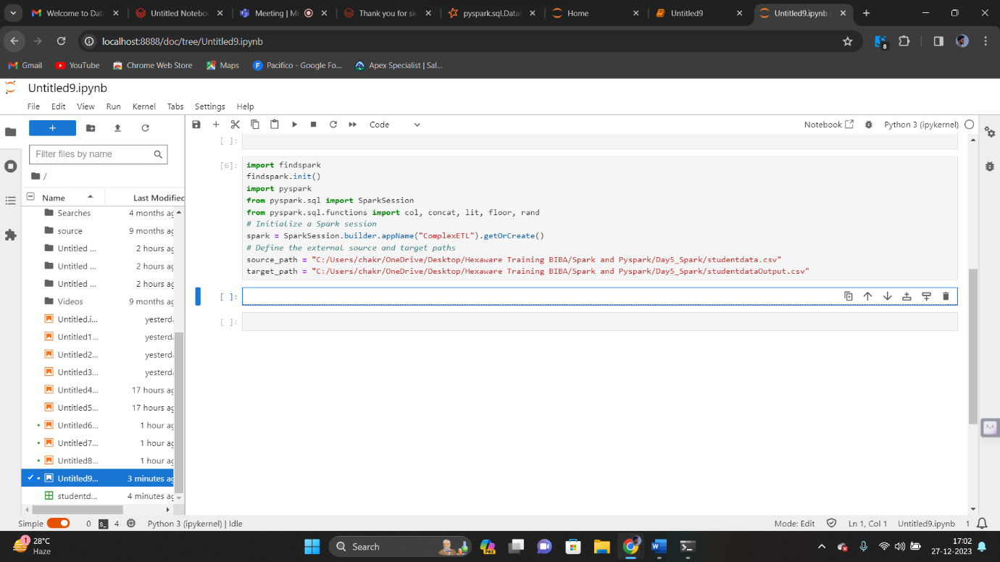 Welcome to Data
Untitled Notebo
Meeting | Mi
Thank you for si
pyspark.sql.Data
Home
Untitled9
Untitled9.ipynb (
localhost:8888/doc/tree/Untitled9.ipynb
8
Gmail
YouTube
Chrome Web Store
Maps
Pacifico - Google Fo...
Apex Specialist | Sal...
Untitled9.ipynb
File Edit View Run Kernel Tabs Settings Help
Code
Notebook
Python 3 (ipykernel)
Filter files by name
/
Name
Last Modified
Searches 4 months ag
source 9 months ag
Untitled ... 2 hours ag
Untitled ... 2 hours ag
Untitled ... 2 hours ag
Videos 9 months ag
Untitled.i... yesterda
Untitled1... yesterda
Untitled2... yesterda
Untitled3... yesterda
Untitled4... 17 hours ag
Untitled5... 17 hours ag
Untitled6... 1 hour ag
Untitled7... 1 hour ag
Untitled8... 1 hour ag
Untitled9... 3 minutes ag
studentd... 4 minutes ag
[ ]:
[6]:
import findspark
findspark.init()
import pyspark
from pyspark.sql import SparkSession
from pyspark.sql.functions import col, concat, lit, floor, rand
# Initialize a Spark session
spark = SparkSession.builder.appName("ComplexETL").getOrCreate()
# Define the external source and target paths
source_path = "C:/Users/chakr/OneDrive/Desktop/Hexaware Training BIBA/Spark and Pyspark/Day5_Spark/studentdata.csv"
target_path = "C:/Users/chakr/OneDrive/Desktop/Hexaware Training BIBA/Spark and Pyspark/Day5_Spark/studentdataOutput.csv"
[ ]:
[ ]:
Simple
0
4
Python 3 (ipykernel) | Idle
Mode: Edit
Ln 1, Col 1
Untitled9.ipynb
1
1
28°C
Haze
Search
PRE
17:02
27-12-2023